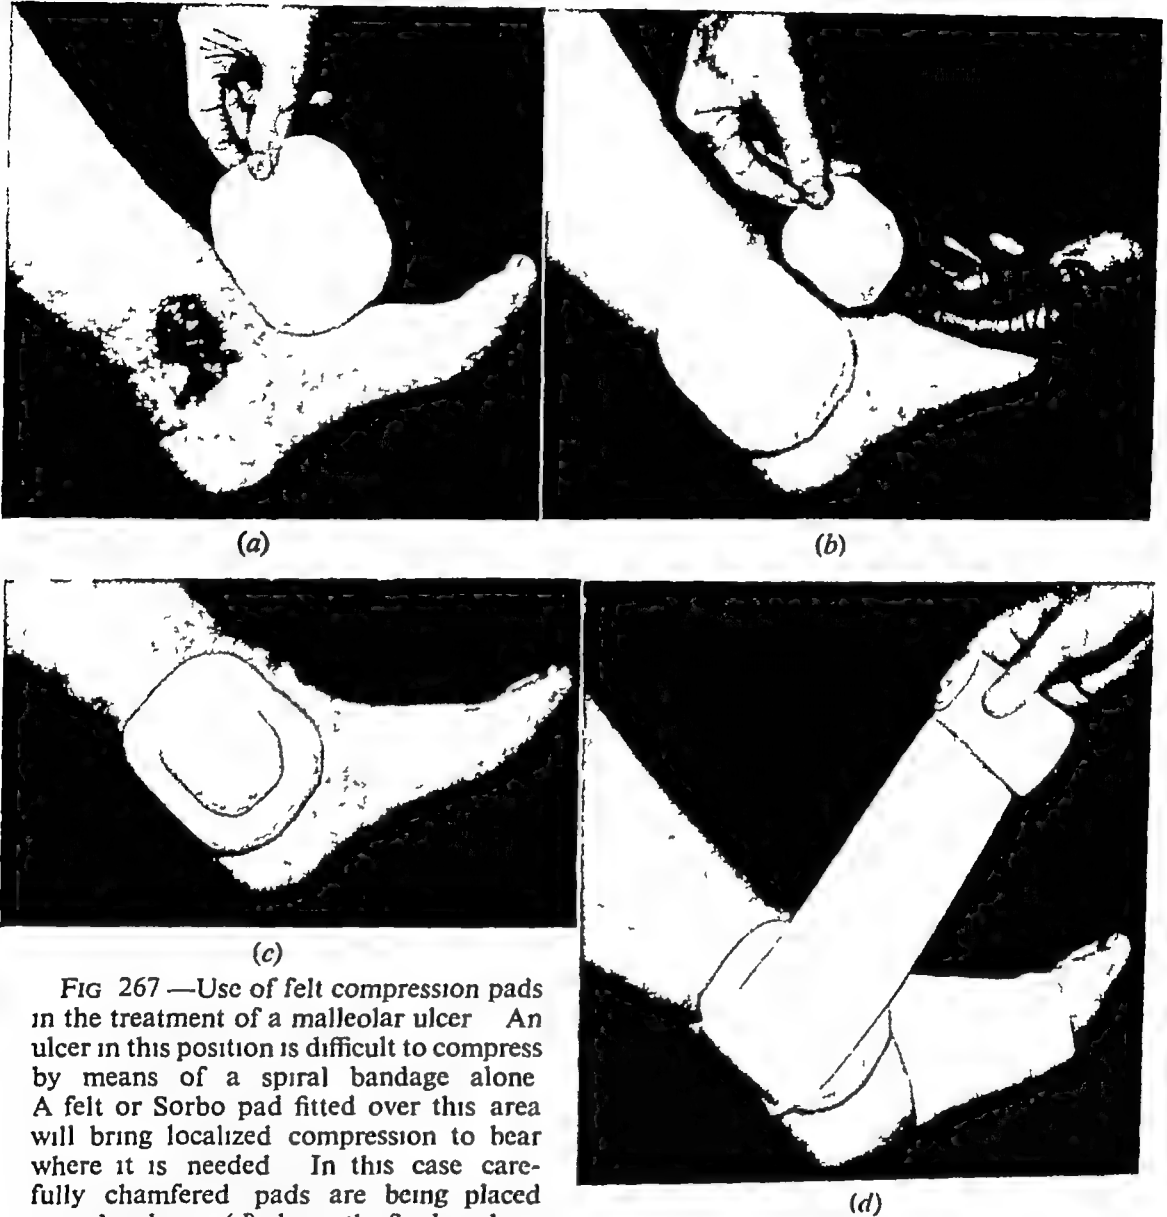 (a)
(b)
(c)
FIG 267 —Use of felt compression pads
in the treatment of a malleolar ulcer An
ulcer in this position is difficult to compress
by means of a spiral bandage alone
A felt or Sorbo pad fitted over this area
will bring localized compression to bear
where it is needed In this case care-
fully chamfered pads are being placed
(d)